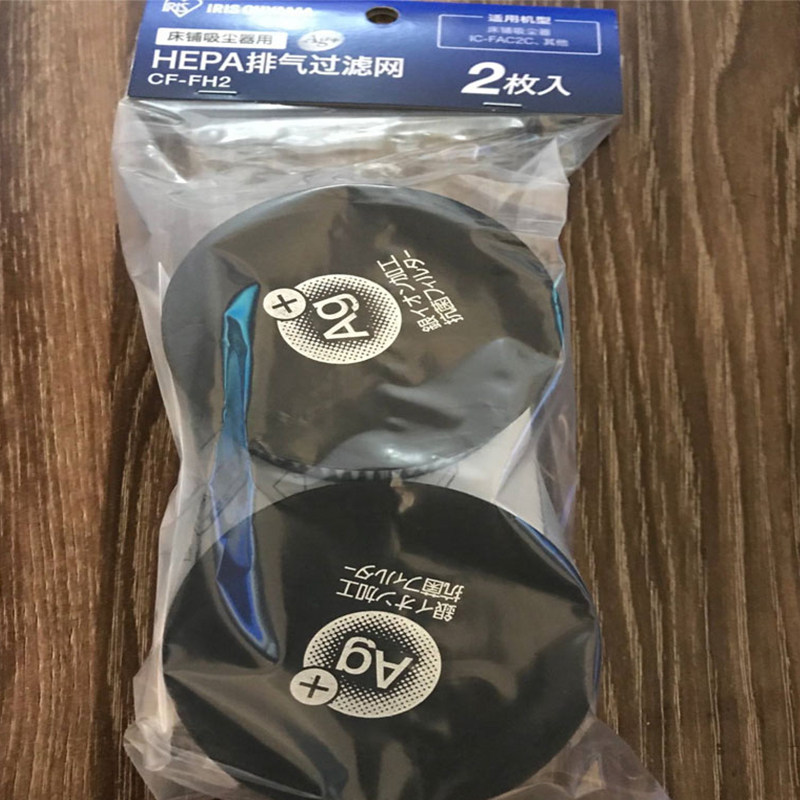 IRIS IRIS OHYAMA
床铺吸尘器用 Ag+
HEPA排气过滤网
CF-FH2
适用机型
床铺吸尘器
IC-FAC2C、其他
2枚入
Ag+
銀イオン加工
抗菌フィルター
Ag+
銀イオン加工
抗菌フィルター